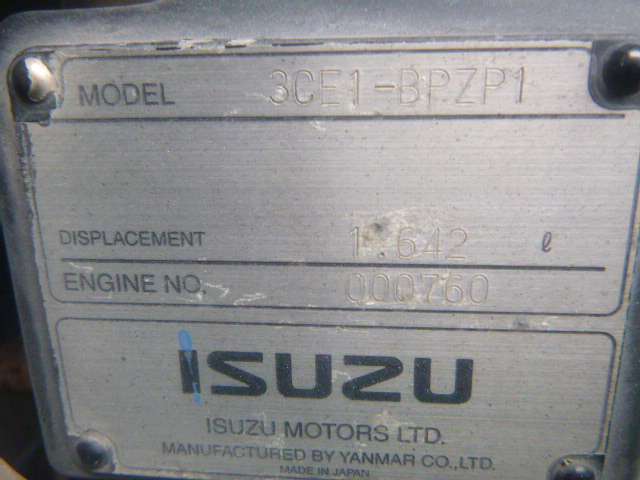 MODEL 3CE1-BPZP1
DISPLACEMENT 1.642 ℓ
ENGINE NO. 000760
ISUZU
ISUZU MOTORS LTD.
MANUFACTURED BY YANMAR CO.,LTD.
MADE IN JAPAN